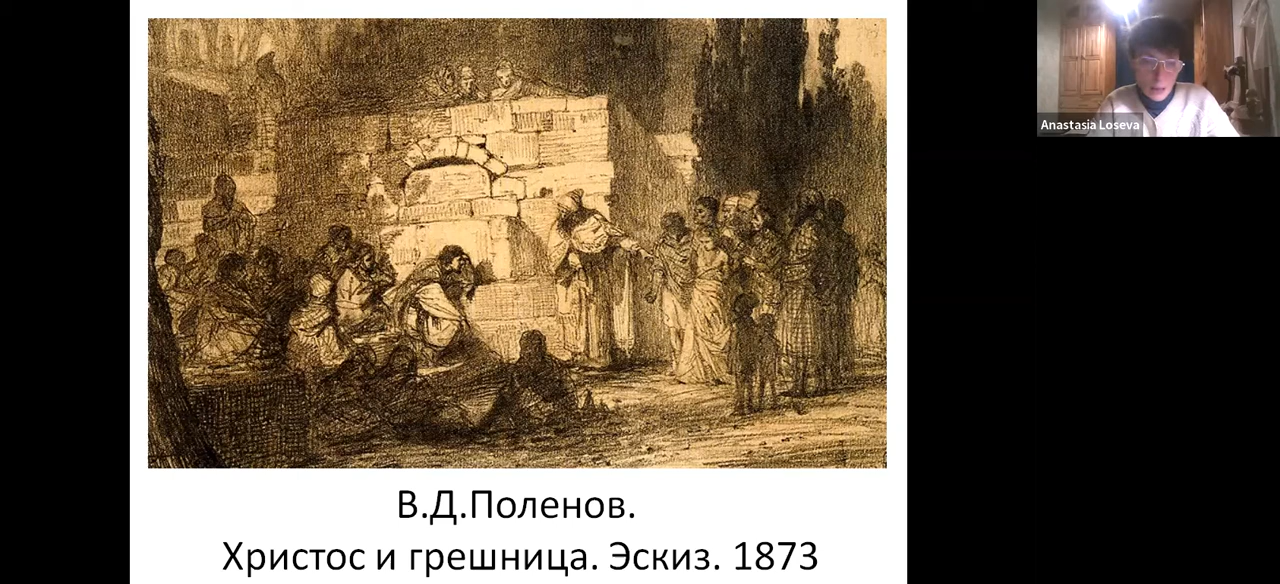 Anastasia Loseva
В.Д.Поленов.
Христос и грешница. Эскиз. 1873